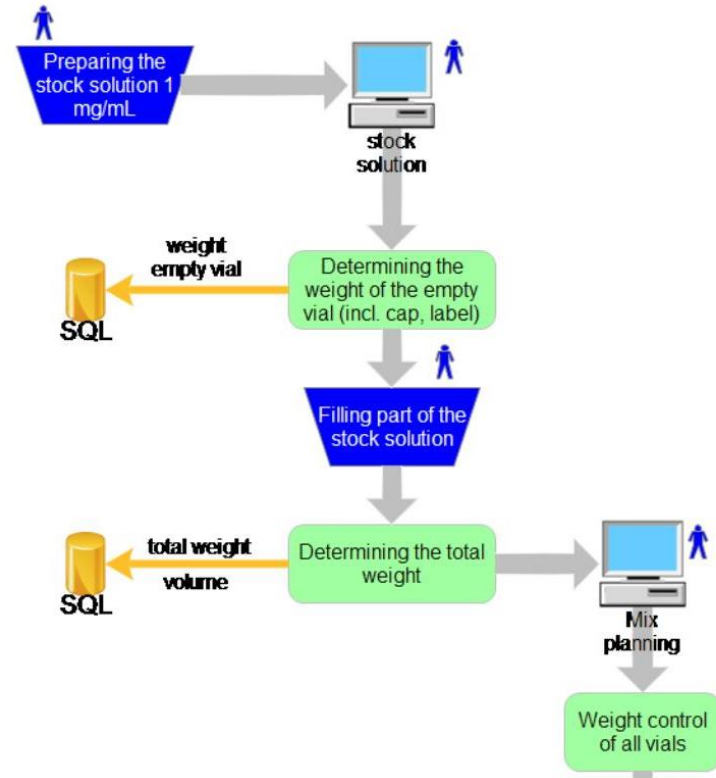 Preparing the
stock solution 1
mg/mL
stock
solution
weight
empty vial
Determining the
weight of the empty
vial (incl. cap, label)
SQL
Filling part of the
stock solution
total weight
volume
Determining the total
weight
SQL
Mix
planning
Weight control
of all vials